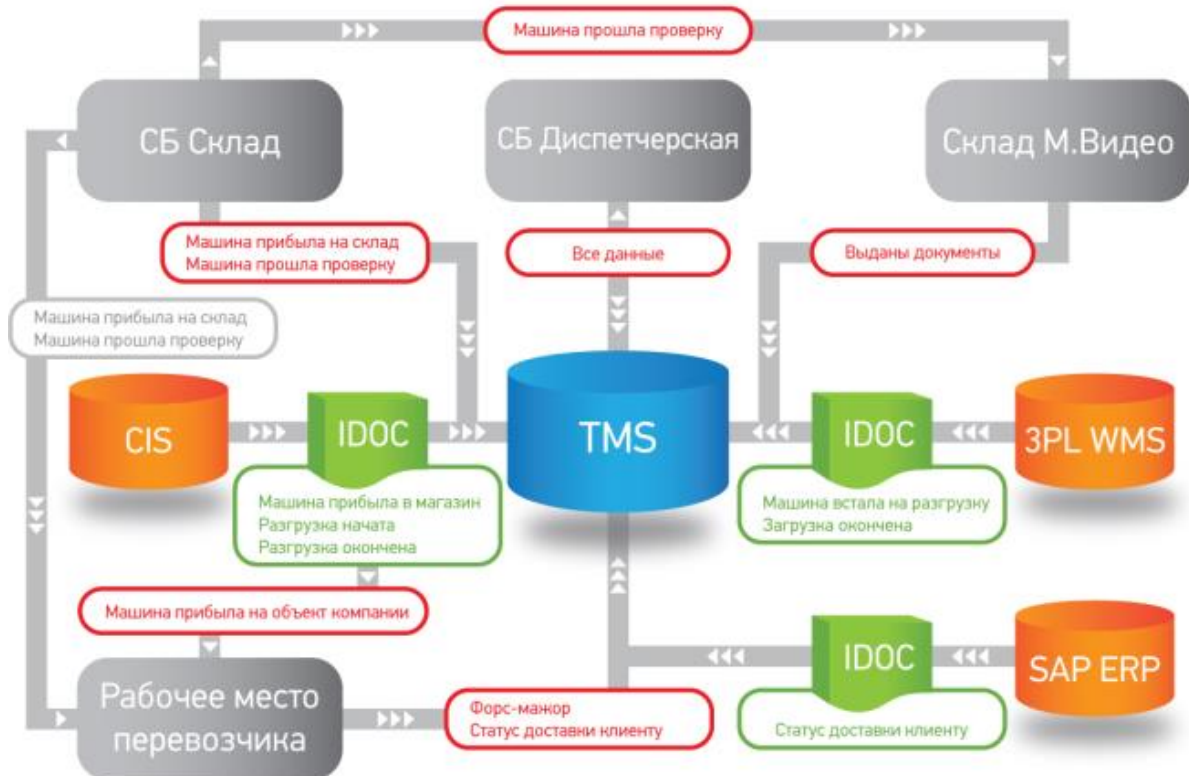 Машина прошла проверку
СБ Склад
СБ Диспетчерская
Склад М.Видео
Машина прибыла на склад
Машина прошла проверку
Все данные
Выданы документы
Машина прибыла на склад
Машина прошла проверку
CIS
IDOC
TMS
IDOC
3PL WMS
Машина прибыла в магазин
Разгрузка начата
Разгрузка окончена
Машина встала на разгрузку
Загрузка окончена
Машина прибыла на объект компании
IDOC
SAP ERP
Рабочее место
перевозчика
Форс-мажор
Статус доставки клиенту
Статус доставки клиенту